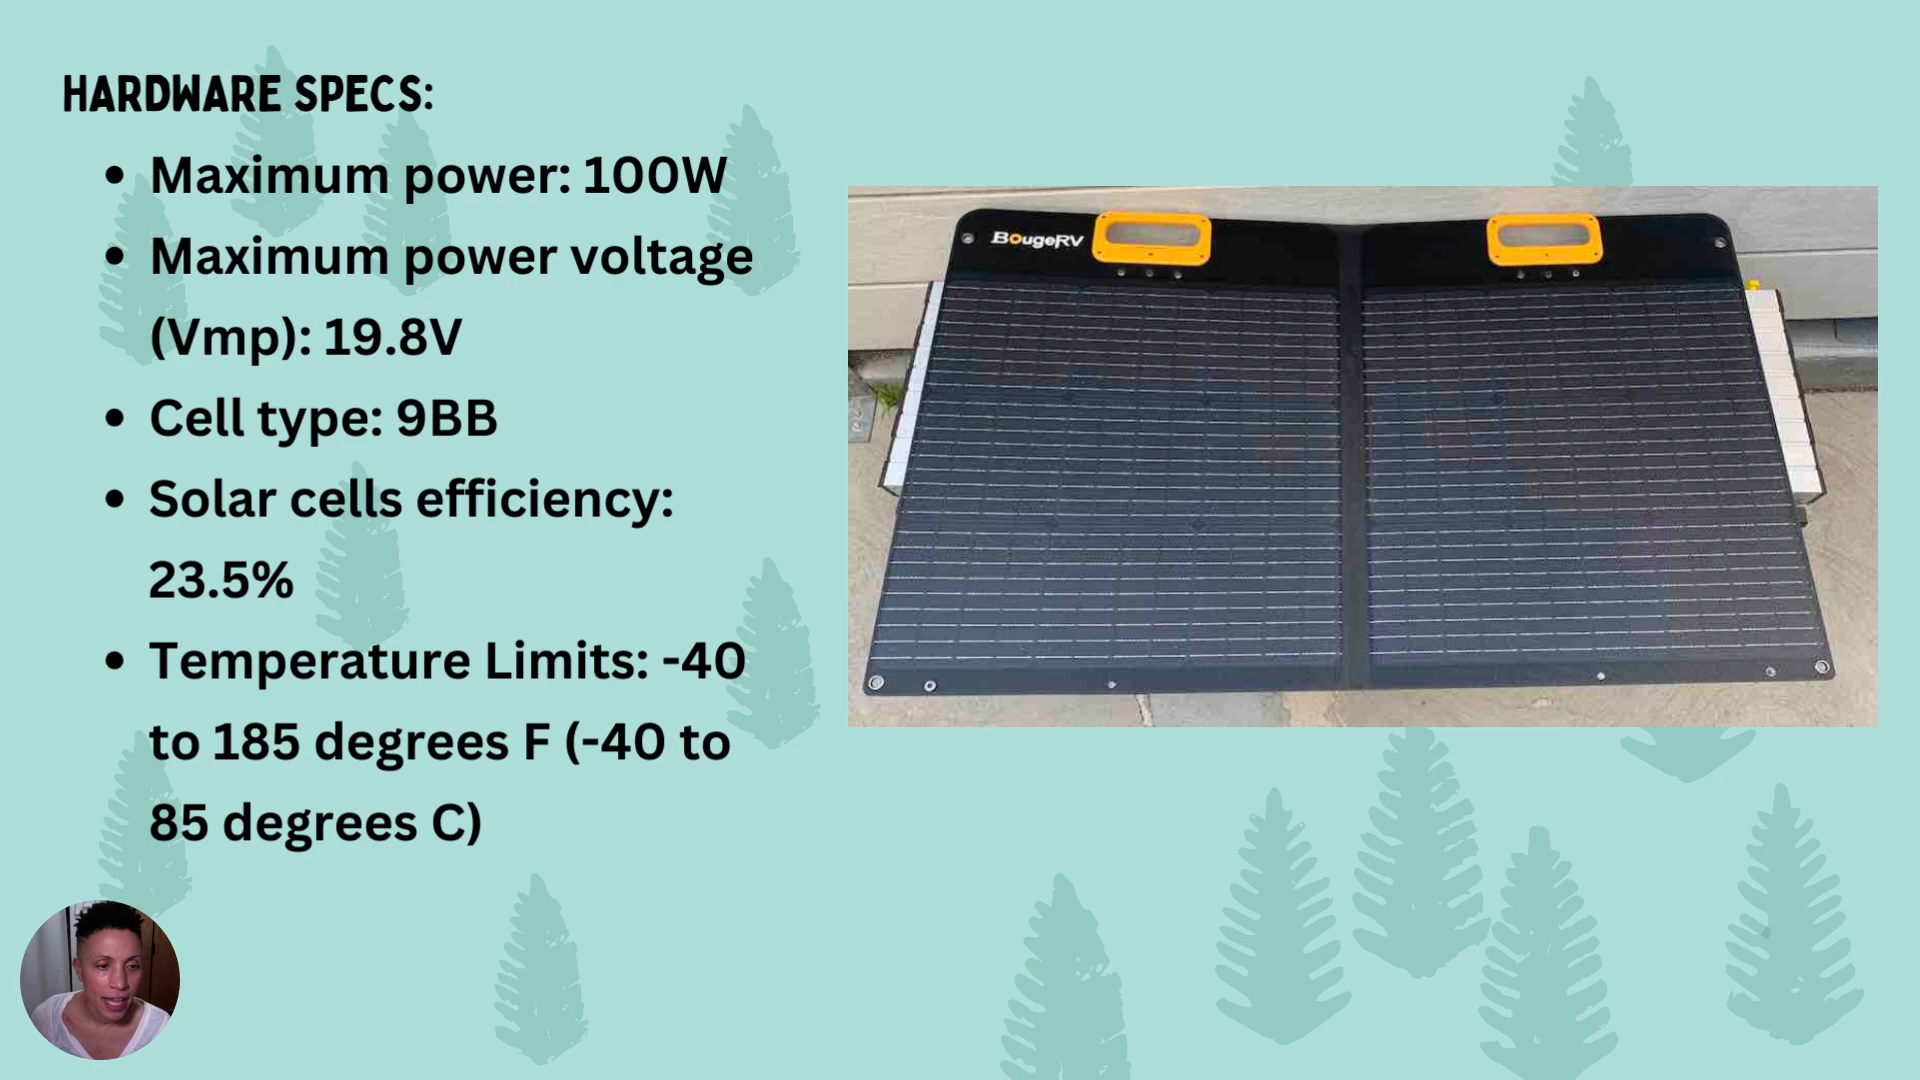 HARDWARE SPECS:
• Maximum power: 100W
• Maximum power voltage
(Vmp): 19.8V
• Cell type: 9BB
• Solar cells efficiency:
23.5%
• Temperature Limits: -40
to 185 degrees F (-40 to
85 degrees C)
BougeRV